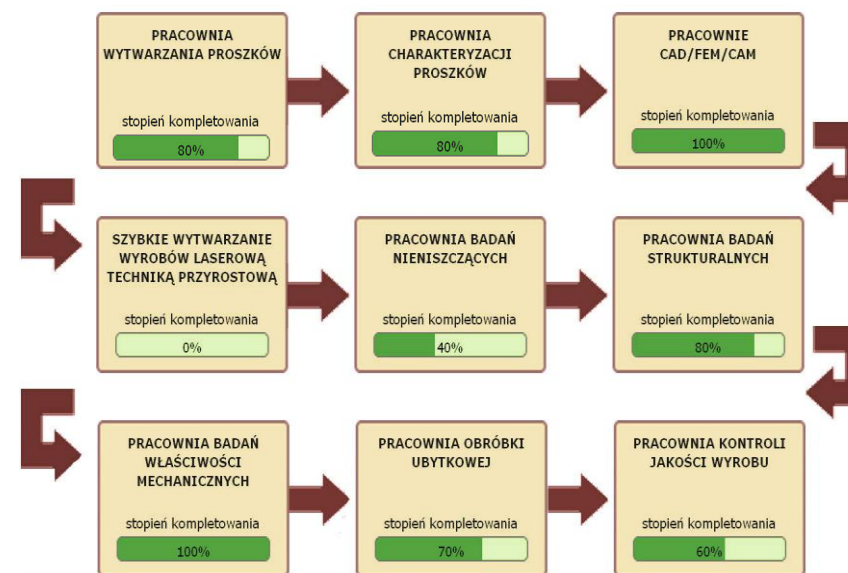 PRACOWNIA
WYTWARZANIA PROSZKÓW
stopień kompletowania
80%
PRACOWNIA
CHARAKTERYZACJI
PROSZKÓW
stopień kompletowania
80%
PRACOWNIE
CAD/FEM/CAM
stopień kompletowania
100%
SZYBKIE WYTWARZANIE
WYROBÓW LASEROWĄ
TECHNIKĄ PRZYROSTOWĄ
stopień kompletowania
0%
PRACOWNIA BADAŃ
NIENISZCZĄCYCH
stopień kompletowania
40%
PRACOWNIA BADAŃ
STRUKTURALNYCH
stopień kompletowania
80%
PRACOWNIA BADAŃ
WŁAŚCIWOŚCI
MECHANICZNYCH
stopień kompletowania
100%
PRACOWNIA OBRÓBKI
UBYTKOWEJ
stopień kompletowania
70%
PRACOWNIA KONTROLI
JAKOŚCI WYROBU
stopień kompletowania
60%